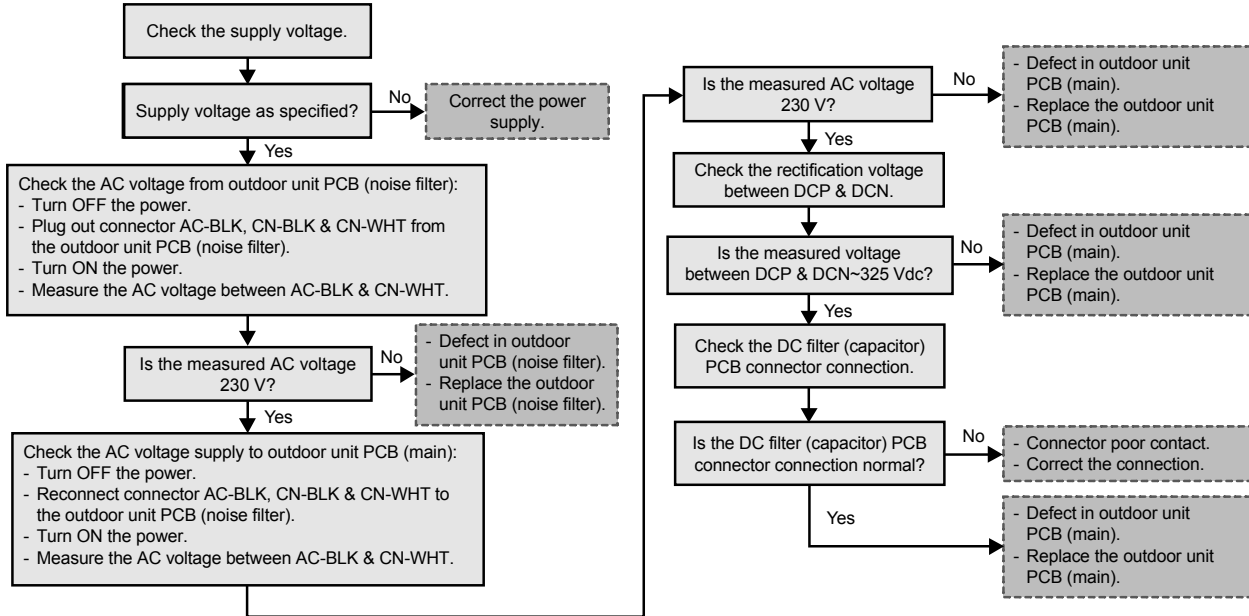 Check the supply voltage.
Supply voltage as specified?
No
Correct the power
supply.
Yes
Check the AC voltage from outdoor unit PCB (noise filter):
- Turn OFF the power.
- Plug out connector AC-BLK, CN-BLK & CN-WHT from
the outdoor unit PCB (noise filter).
- Turn ON the power.
- Measure the AC voltage between AC-BLK & CN-WHT.
Is the measured AC voltage
230 V?
No
- Defect in outdoor
unit PCB (noise filter).
- Replace the outdoor
unit PCB (noise filter).
Yes
Check the AC voltage supply to outdoor unit PCB (main):
- Turn OFF the power.
- Reconnect connector AC-BLK, CN-BLK & CN-WHT to
the outdoor unit PCB (noise filter).
- Turn ON the power.
- Measure the AC voltage between AC-BLK & CN-WHT.
Is the measured AC voltage
230 V?
No
- Defect in outdoor unit
PCB (main).
- Replace the outdoor unit
PCB (main).
Yes
Check the rectification voltage
between DCP & DCN.
Is the measured voltage
between DCP & DCN~325 Vdc?
No
- Defect in outdoor unit
PCB (main).
- Replace the outdoor unit
PCB (main).
Yes
Check the DC filter (capacitor)
PCB connector connection.
Is the DC filter (capacitor) PCB
connector connection normal?
No
- Connector poor contact.
- Correct the connection.
Yes
- Defect in outdoor unit
PCB (main).
- Replace the outdoor unit
PCB (main).